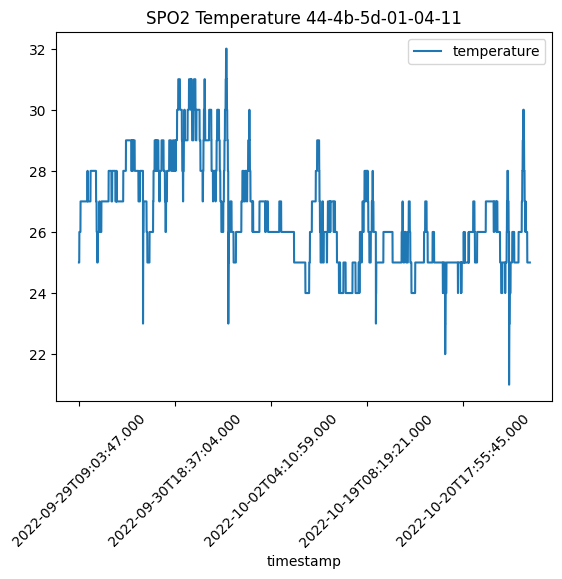 SPO2 Temperature 44-4b-5d-01-04-11
temperature
32
30
28
26
24
22
2022-09-29T09:03:47.000
2022-09-30T18:37:04.000
2022-10-02T04:10:59.000
2022-10-19T08:19:21.000
2022-10-20T17:55:45.000
timestamp